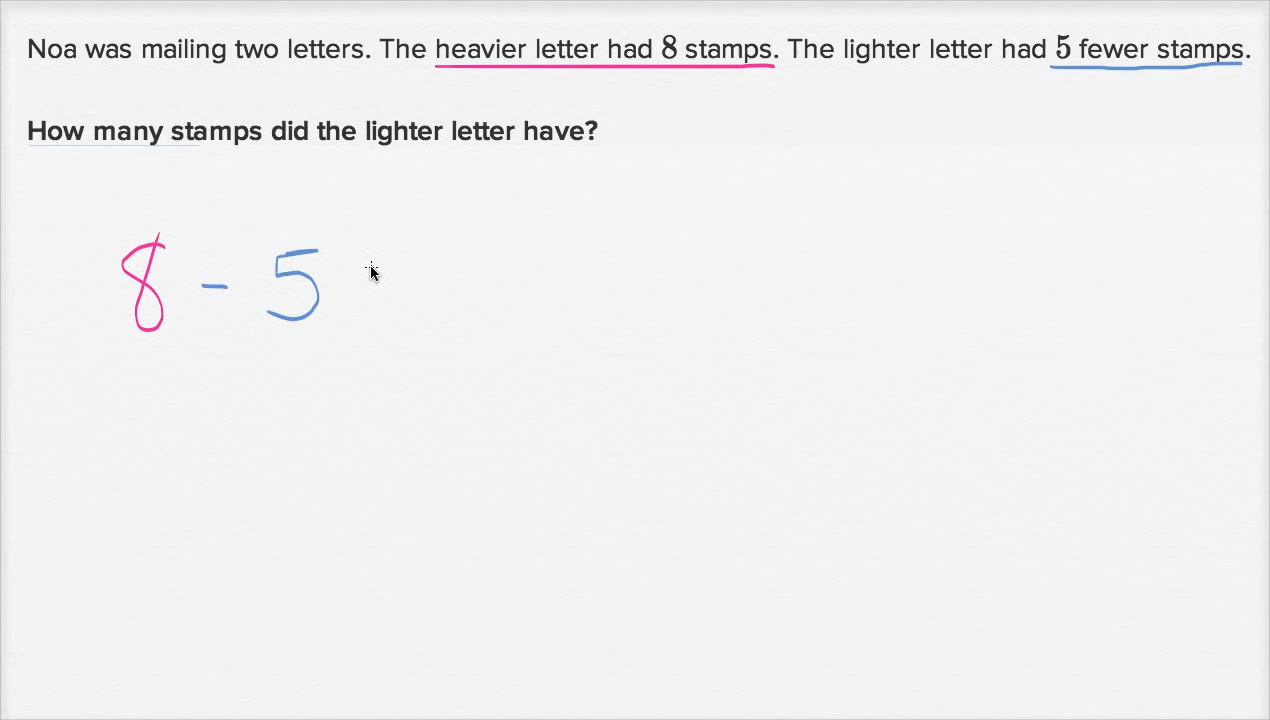 Noa was mailing two letters. The heavier letter had 8 stamps. The lighter letter had 5 fewer stamps.
How many stamps did the lighter letter have?
8 - 5